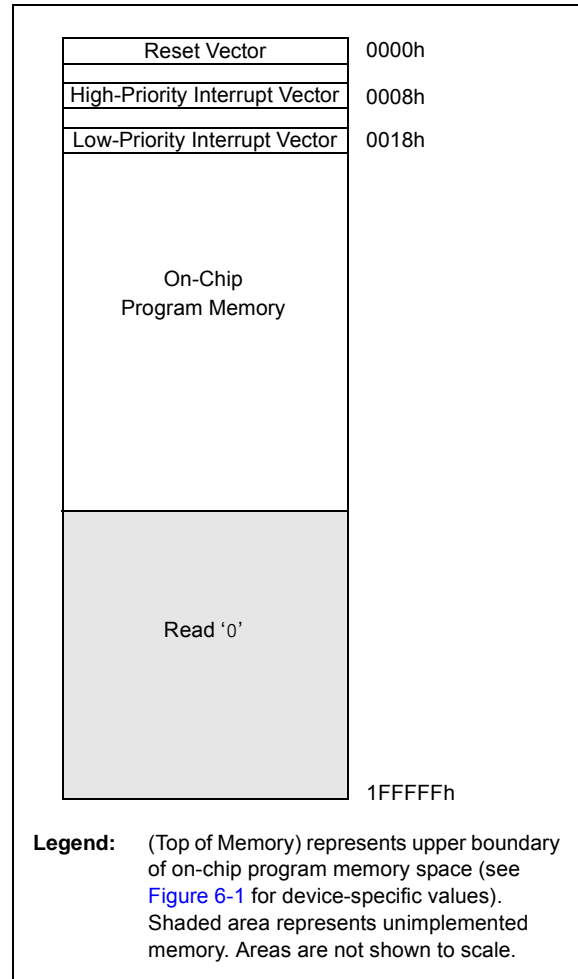 Reset Vector 0000h
High-Priority Interrupt Vector 0008h
Low-Priority Interrupt Vector 0018h
On-Chip
Program Memory
Read ‘0’
1FFFFFh
Legend: (Top of Memory) represents upper boundary
of on-chip program memory space (see
Figure 6-1 for device-specific values).
Shaded area represents unimplemented
memory. Areas are not shown to scale.